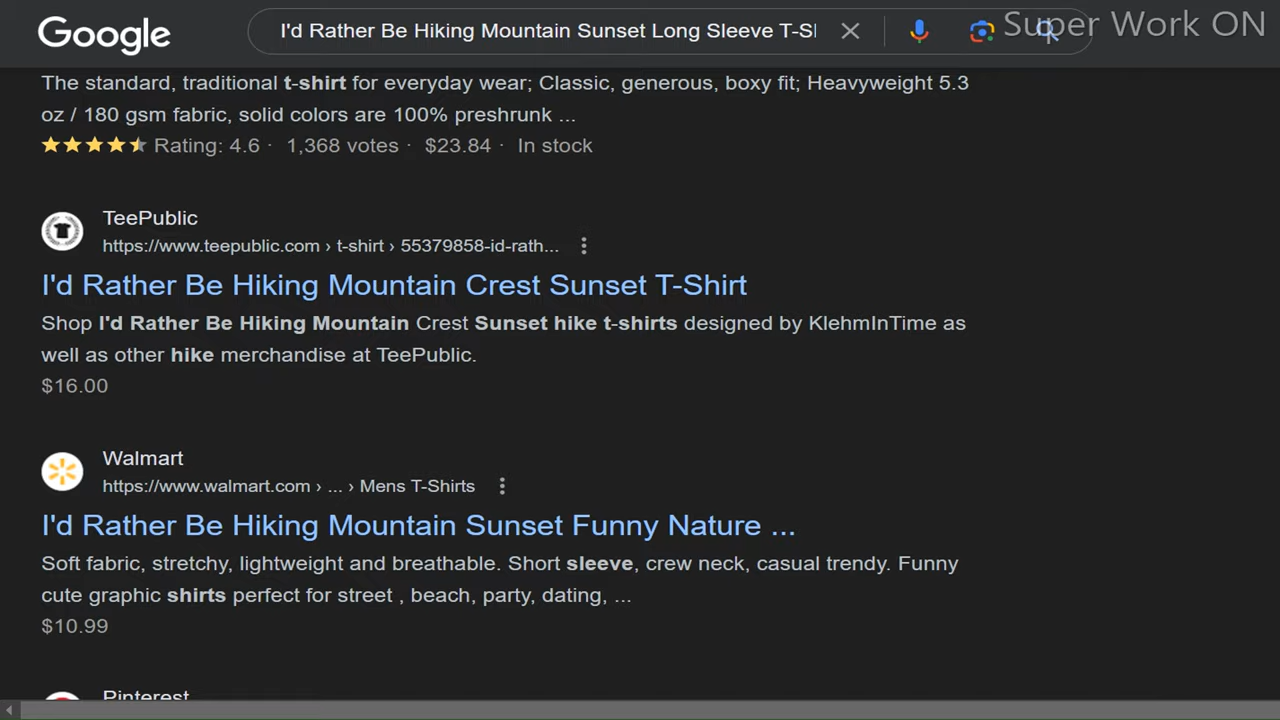 Google
I'd Rather Be Hiking Mountain Sunset Long Sleeve T-Sl
Super Work ON
The standard, traditional t-shirt for everyday wear; Classic, generous, boxy fit; Heavyweight 5.3
oz / 180 gsm fabric, solid colors are 100% preshrunk ...
Rating: 4.6 · 1,368 votes · $23.84 · In stock
TeePublic
https://www.teepublic.com › t-shirt › 55379858-id-rath...
I'd Rather Be Hiking Mountain Crest Sunset T-Shirt
Shop I'd Rather Be Hiking Mountain Crest Sunset hike t-shirts designed by KlehmInTime as
well as other hike merchandise at TeePublic.
$16.00
Walmart
https://www.walmart.com › ... › Mens T-Shirts
I'd Rather Be Hiking Mountain Sunset Funny Nature ...
Soft fabric, stretchy, lightweight and breathable. Short sleeve, crew neck, casual trendy. Funny
cute graphic shirts perfect for street , beach, party, dating, ...
$10.99
Pinterest